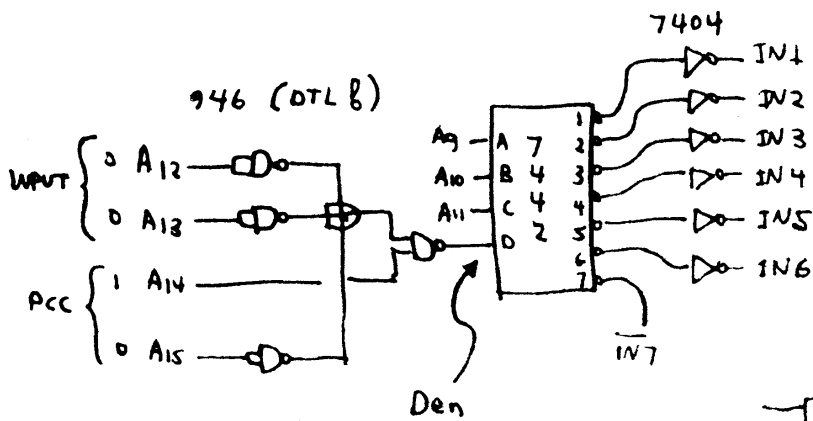 7404
946 (DTL β)
INPUT
0 A12
0 A13
PCC
1 A14
0 A15
A9
A10
A11
A
B
C
D
7
4
4
2
1
2
3
4
5
6
7
IN1
IN2
IN3
IN4
IN5
IN6
IN7
Den